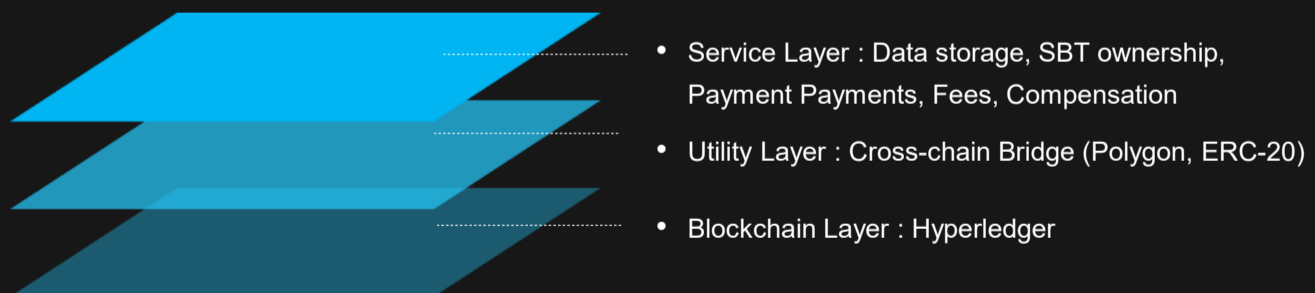 • Service Layer : Data storage, SBT ownership,
Payment Payments, Fees, Compensation
• Utility Layer : Cross-chain Bridge (Polygon, ERC-20)
• Blockchain Layer : Hyperledger